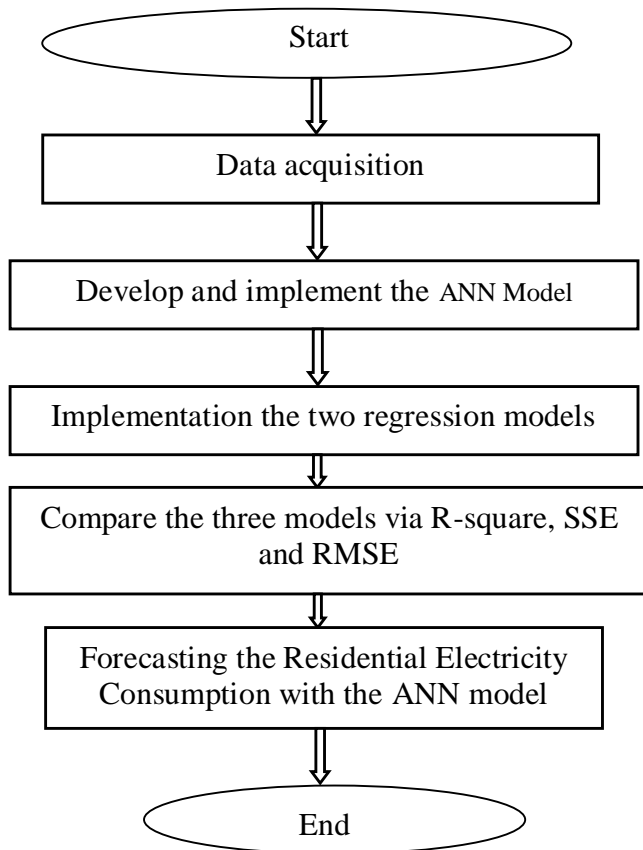 Start
Data acquisition
Develop and implement the ANN Model
Implementation the two regression models
Compare the three models via R-square, SSE
and RMSE
Forecasting the Residential Electricity
Consumption with the ANN model
End